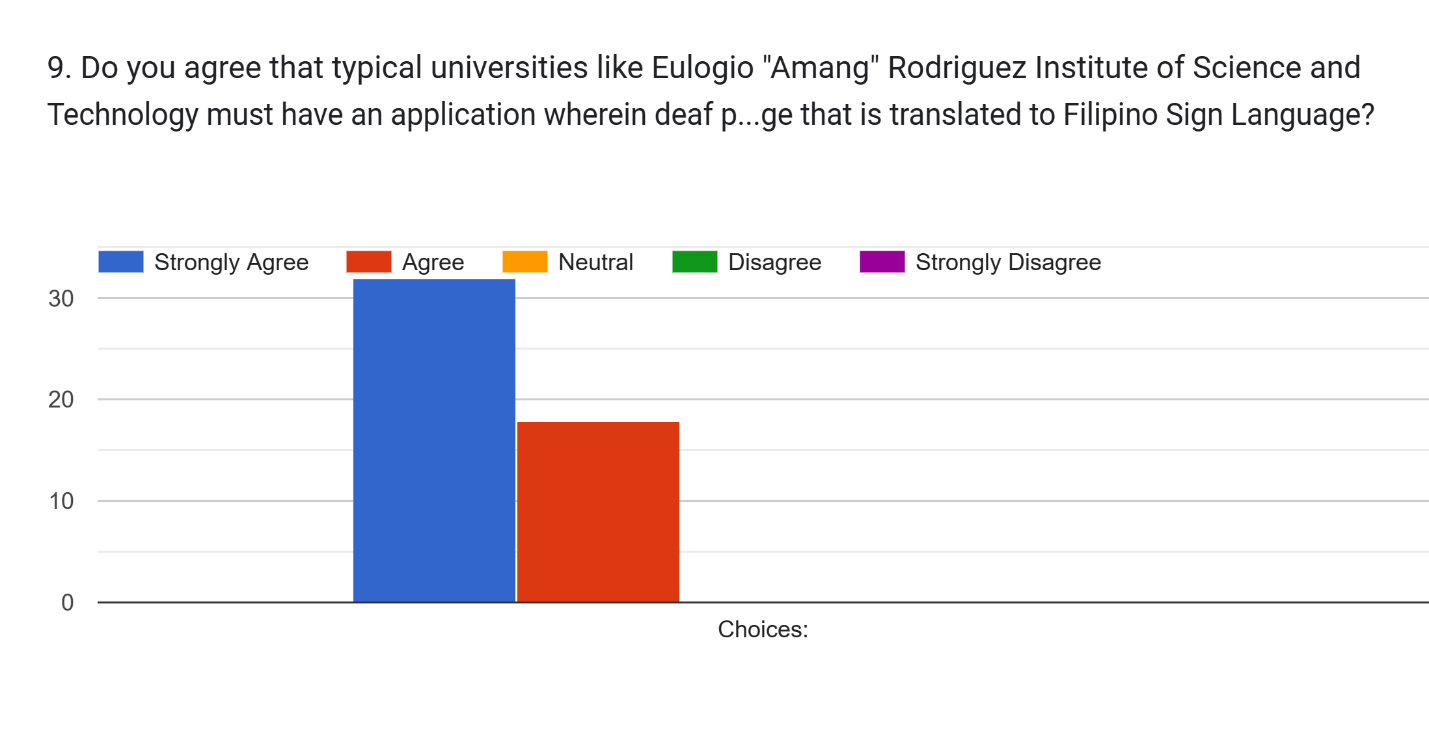 9. Do you agree that typical universities like Eulogio "Amang" Rodriguez Institute of Science and
Technology must have an application wherein deaf p...ge that is translated to Filipino Sign Language?
Strongly Agree Agree Neutral Disagree Strongly Disagree
30
20
10
0
Choices: